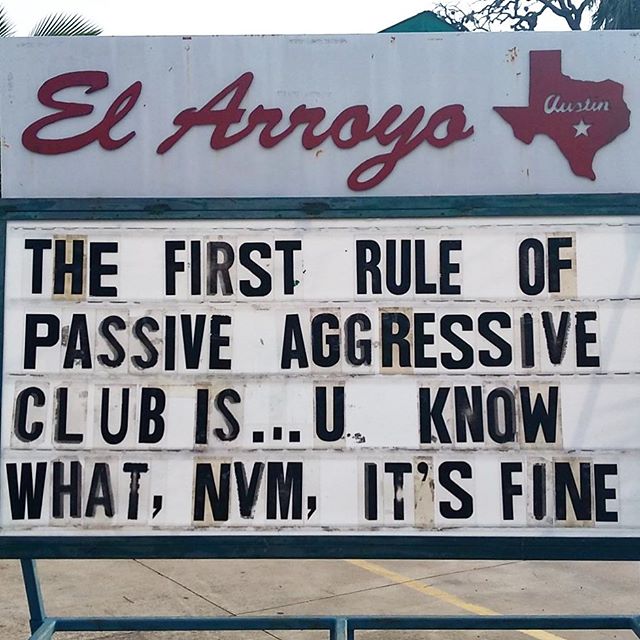 El Arroyo
Austin
THE FIRST RULE OF
PASSIVE AGGRESSIVE
CLUB IS...U KNOW
WHAT, NVM, IT'S FINE